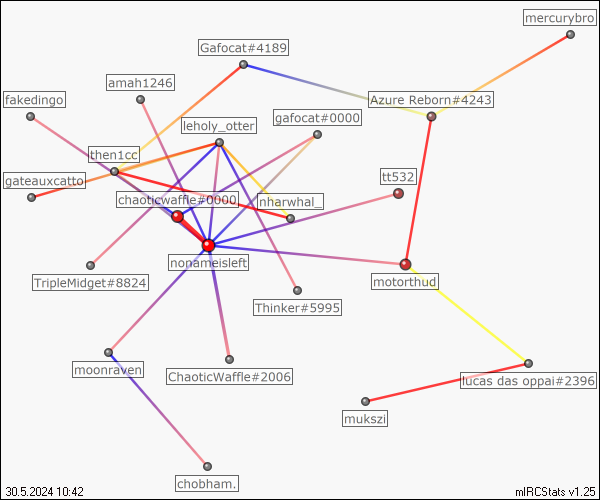 mercurybro
Gafocat#4189
amah1246
fakedingo
Azure Reborn#4243
gafocat#0000
leholy_otter
then1cc
tt532
gateauxcatto
chaoticwaffle#0000
nharwhal_
nonameisleft
TripleMidget#8824
motorthud
Thinker#5995
moonraven
ChaoticWaffle#2006
lucas das oppai#2396
mukszi
chobham.
30.5.2024 10:42
mIRCStats v1.25